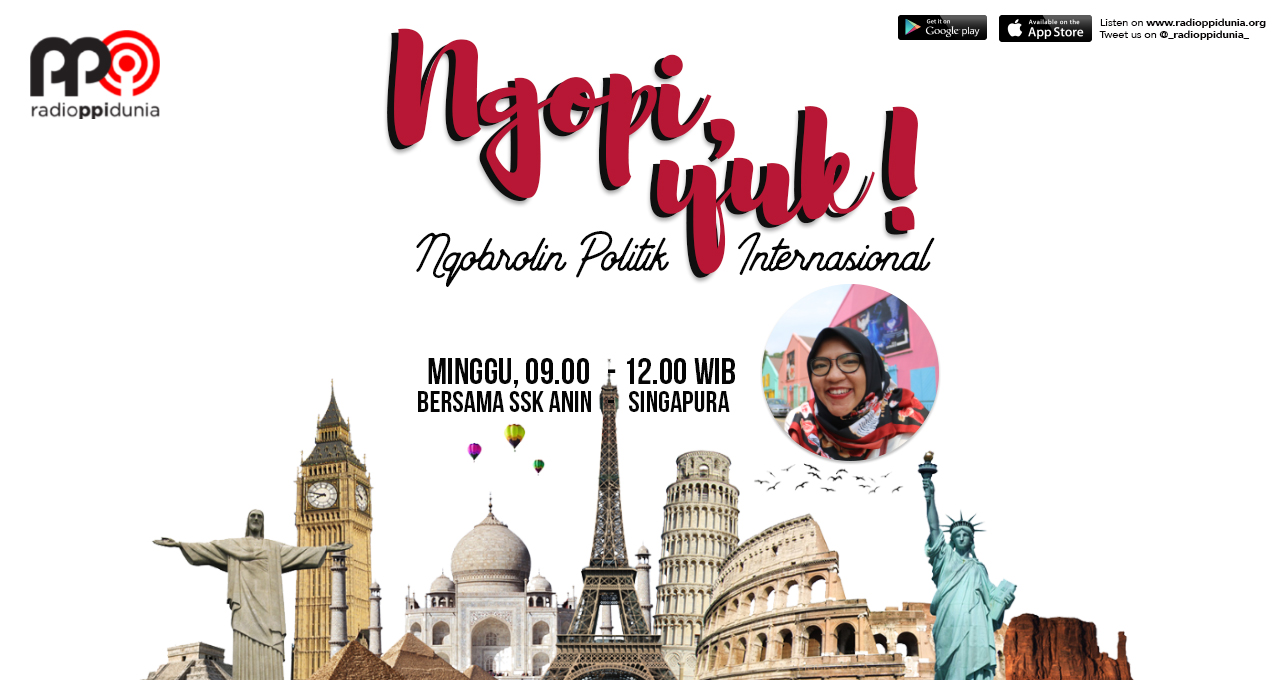 radioppidunia
GET IT ON
Google play
Available on the
App Store
Listen on www.radioppidunia.org
Tweet us on @_radioppidunia_
Ngopi,
yuk!
Ngobrolin Politik Internasional
MINGGU, 09.00 - 12.00 WIB
BERSAMA SSK ANIN - SINGAPURA